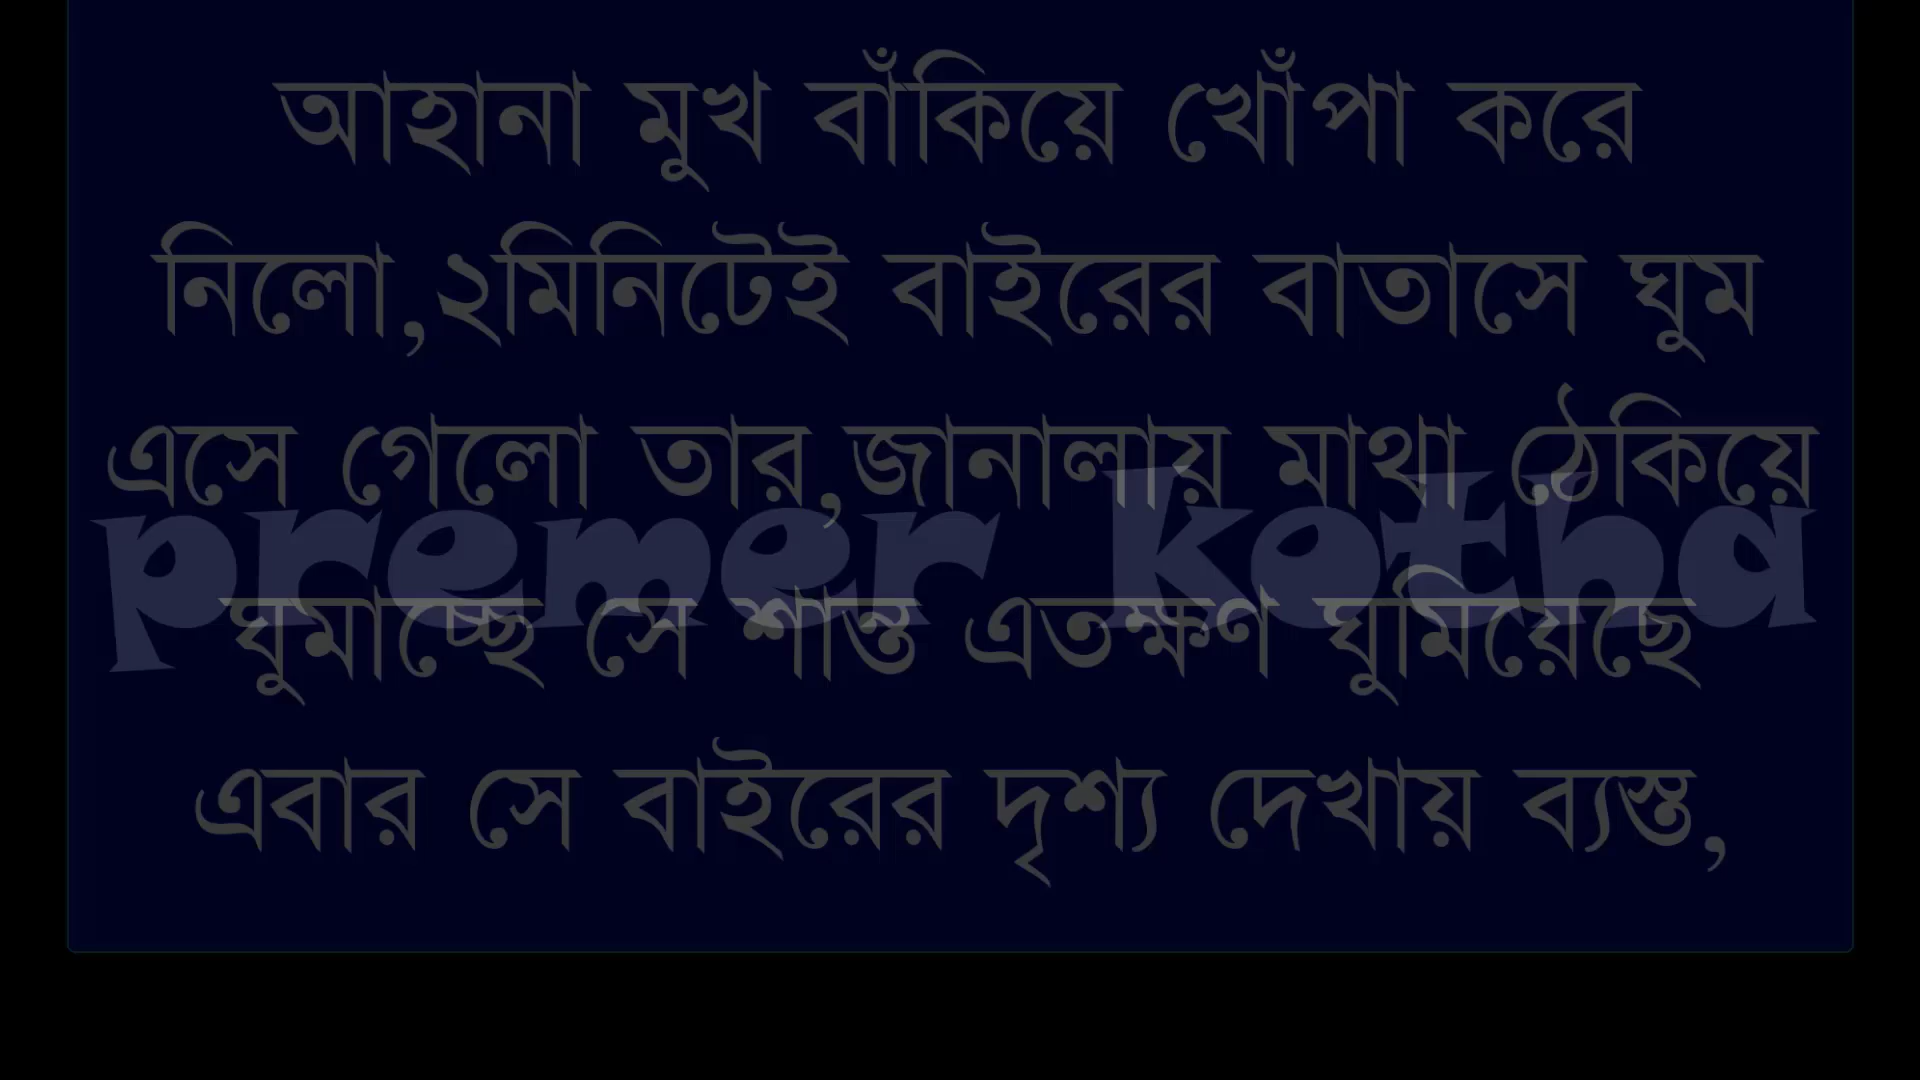 আহানা মুখ বাঁকিয়ে খোঁপা করে
নিলো,২মিনিটেই বাইরের বাতাসে ঘুম
এসে গেলো তার,জানালায় মাথা ঠেকিয়ে
premer kotha
ঘুমাচ্ছে সে শান্ত এতক্ষণ ঘুমিয়েছে
এবার সে বাইরের দৃশ্য দেখায় ব্যস্ত,